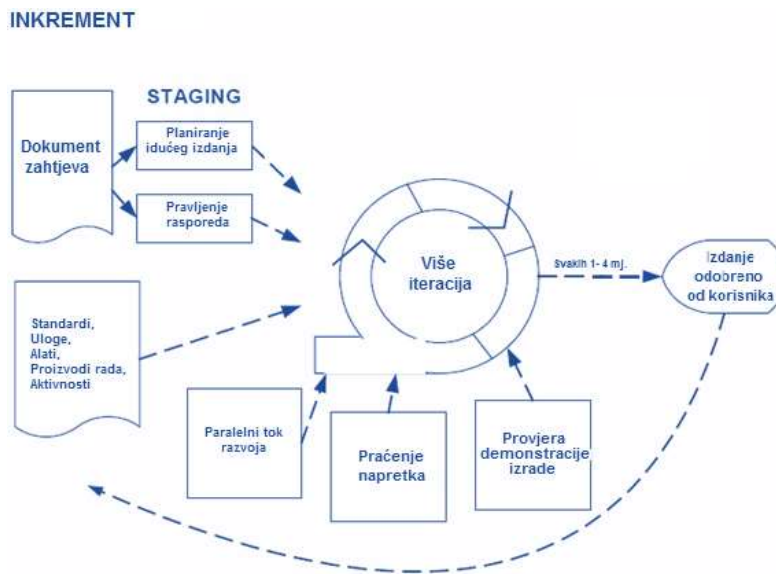 INKREMENT
STAGING
Dokument
zahtjeva
Planiranje
idućeg izdanja
Pravljenje
rasporeda
Više
iteracija
Svakih 1- 4 mj.
Izdanje
odobreno
od korisnika
Standardi,
Uloge,
Alati,
Proizvodi rada,
Aktivnosti
Paralelni tok
razvoja
Praćenje
napretka
Provjera
demonstracije
izrade